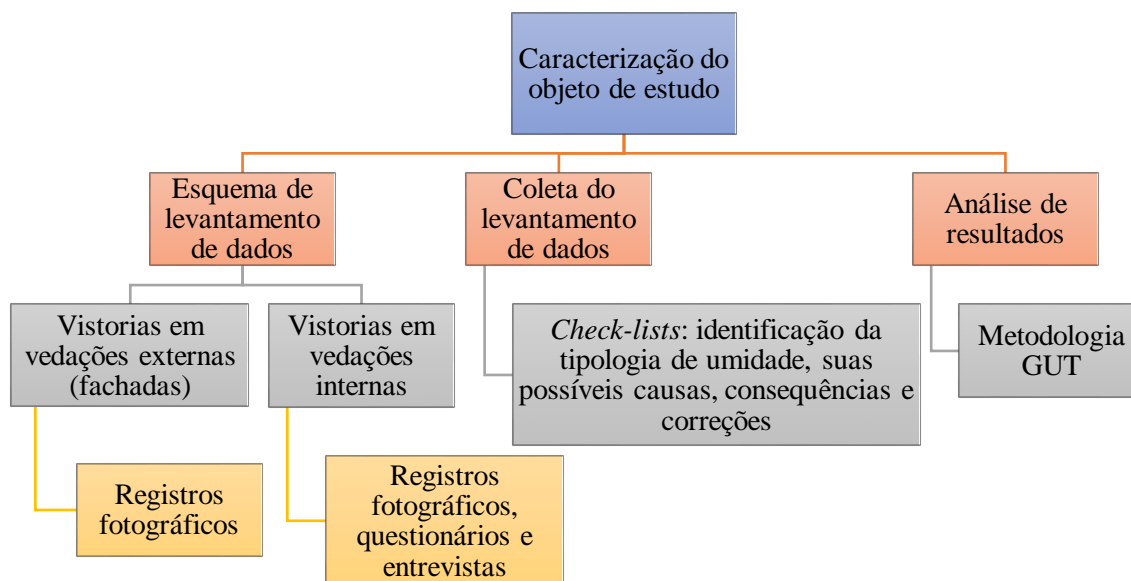 Caracterização do
objeto de estudo
Esquema de
levantamento
de dados
Coleta do
levantamento
de dados
Análise de
resultados
Vistorias em
vedações externas
(fachadas)
Vistorias em
vedações
internas
Check-lists: identificação da
tipologia de umidade, suas
possíveis causas, consequências e
correções
Metodologia
GUT
Registros
fotográficos
Registros
fotográficos,
questionários e
entrevistas